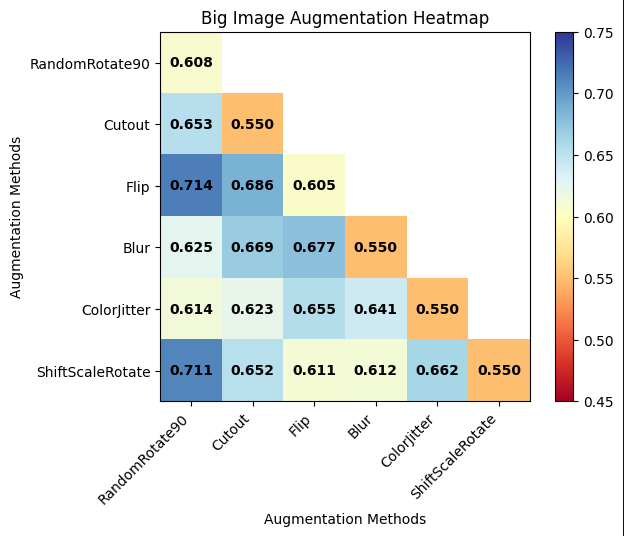 Big Image Augmentation Heatmap
Augmentation Methods
RandomRotate90
0.608
Cutout
0.653 0.550
Flip
0.714 0.686 0.605
Blur
0.625 0.669 0.677 0.550
ColorJitter
0.614 0.623 0.655 0.641 0.550
ShiftScaleRotate
0.711 0.652 0.611 0.612 0.662 0.550
RandomRotate90
Cutout
Flip
Blur
ColorJitter
ShiftScaleRotate
Augmentation Methods
0.75
0.70
0.65
0.60
0.55
0.50
0.45